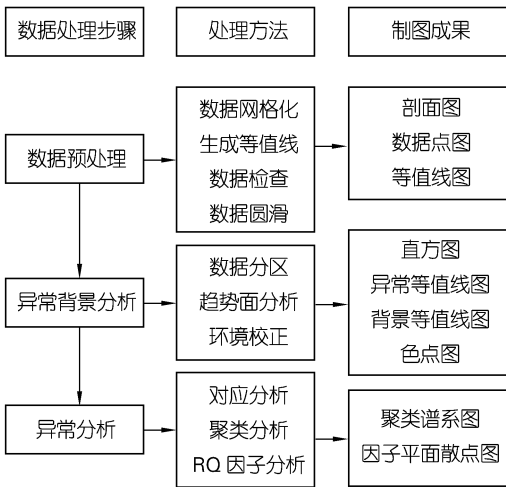 数据处理步骤
处理方法
制图成果
数据预处理
数据网格化
生成等值线
数据检查
数据圆滑
剖面图
数据点图
等值线图
异常背景分析
数据分区
趋势面分析
环境校正
直方图
异常等值线图
背景等值线图
色点图
异常分析
对应分析
聚类分析
RQ 因子分析
聚类谱系图
因子平面散点图